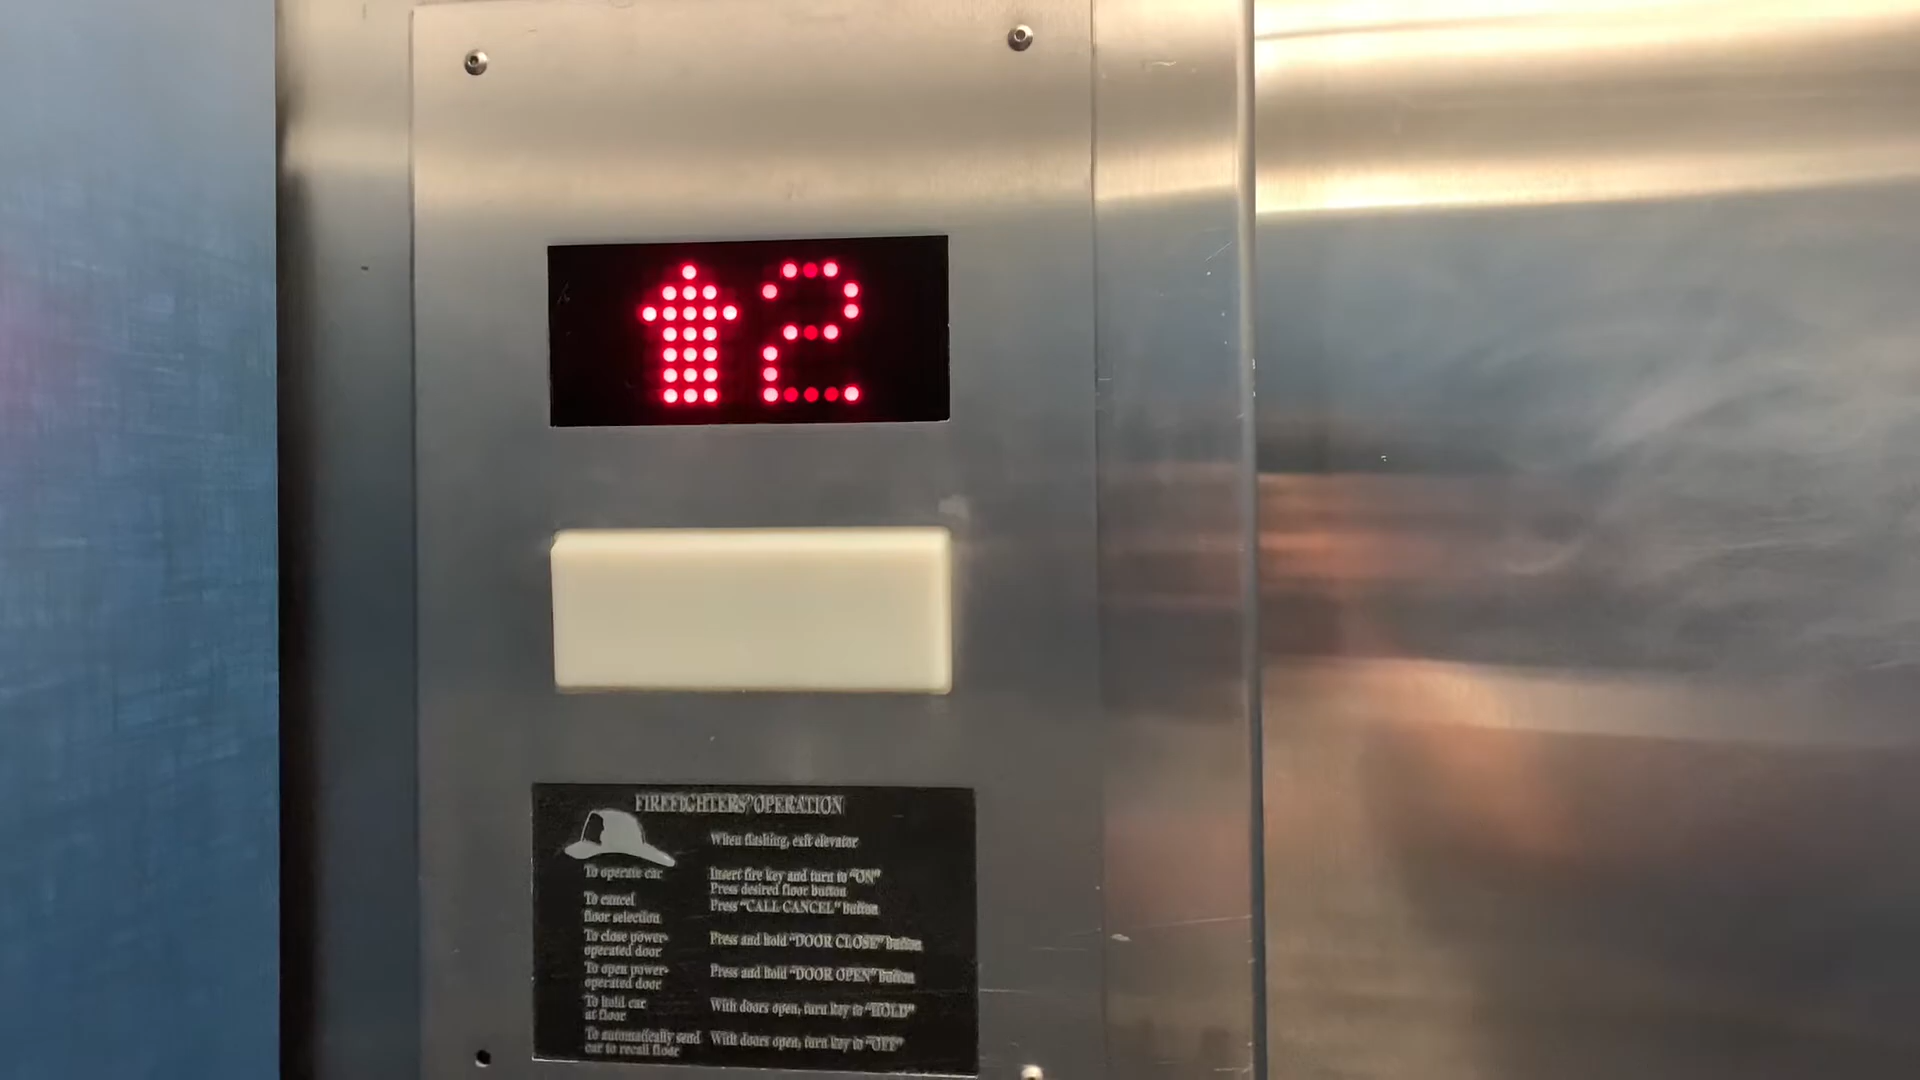 2
FIREFIGHTERS' OPERATION
When flashing, exit elevator
To operate car
Insert fire key and turn to "ON"
Press desired floor button
To cancel
floor selection
Press "CALL CANCEL" button
To close power-
operated door
Press and hold "DOOR CLOSE" button
To open power-
operated door
Press and hold "DOOR OPEN" button
To hold car
at floor
With doors open, turn key to "HOLD"
To automatically send
car to recall floor
With doors open, turn key to "OFF"